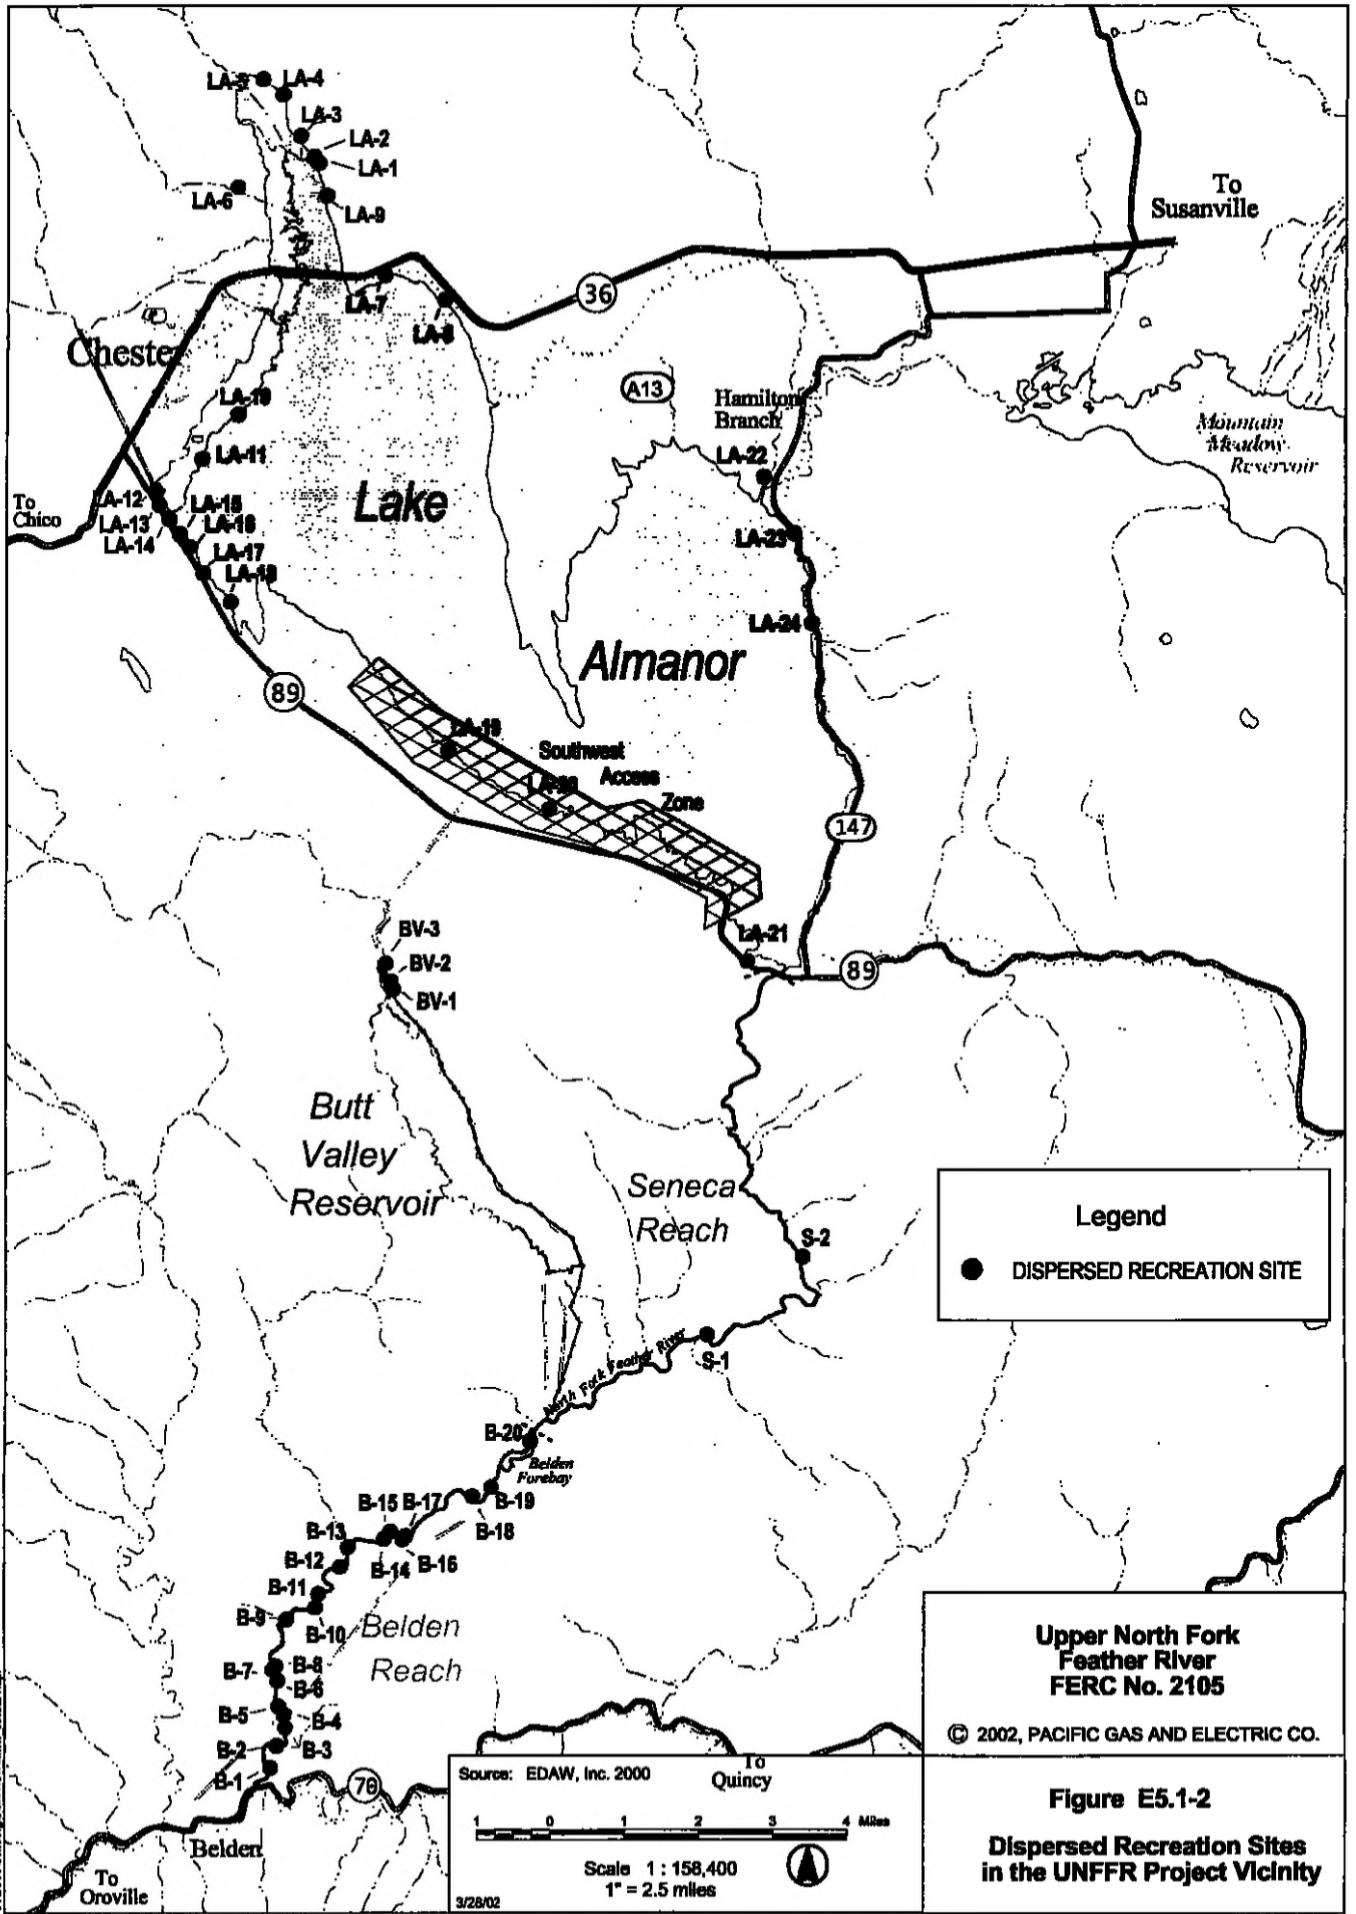 LA-5
LA-4
LA-3
LA-2
LA-1
LA-6
LA-9
To
Susanville
36
LA-7
LA-8
Chester
A13
Hamilton
Branch
LA-10
Mountain
Meadow
Reservoir
LA-11
LA-22
Lake
To
Chico
LA-12
LA-15
LA-13
LA-16
LA-14
LA-17
LA-23
LA-18
LA-24
Almanor
89
LA-19
Southwest
Access
Zone
LA-20
147
BV-3
LA-21
BV-2
89
BV-1
Butt
Valley
Reservoir
Seneca
Reach
Legend
S-2
DISPERSED RECREATION SITE
North Fork Feather River
S-1
B-20
Belden
Forebay
B-19
B-15
B-17
B-18
B-13
B-14
B-16
B-12
B-11
B-9
B-10
Belden
Reach
B-8
B-7
B-6
B-5
B-4
B-2
B-3
B-1
Upper North Fork
Feather River
FERC No. 2105
© 2002, PACIFIC GAS AND ELECTRIC CO.
70
Source: EDAW, Inc. 2000
To
Quincy
1 0 1 2 3 4 Miles
Scale 1 : 158,400
1" = 2.5 miles
3/28/02
Figure E5.1-2
Dispersed Recreation Sites
in the UNFFR Project Vicinity
Belden
To
Oroville